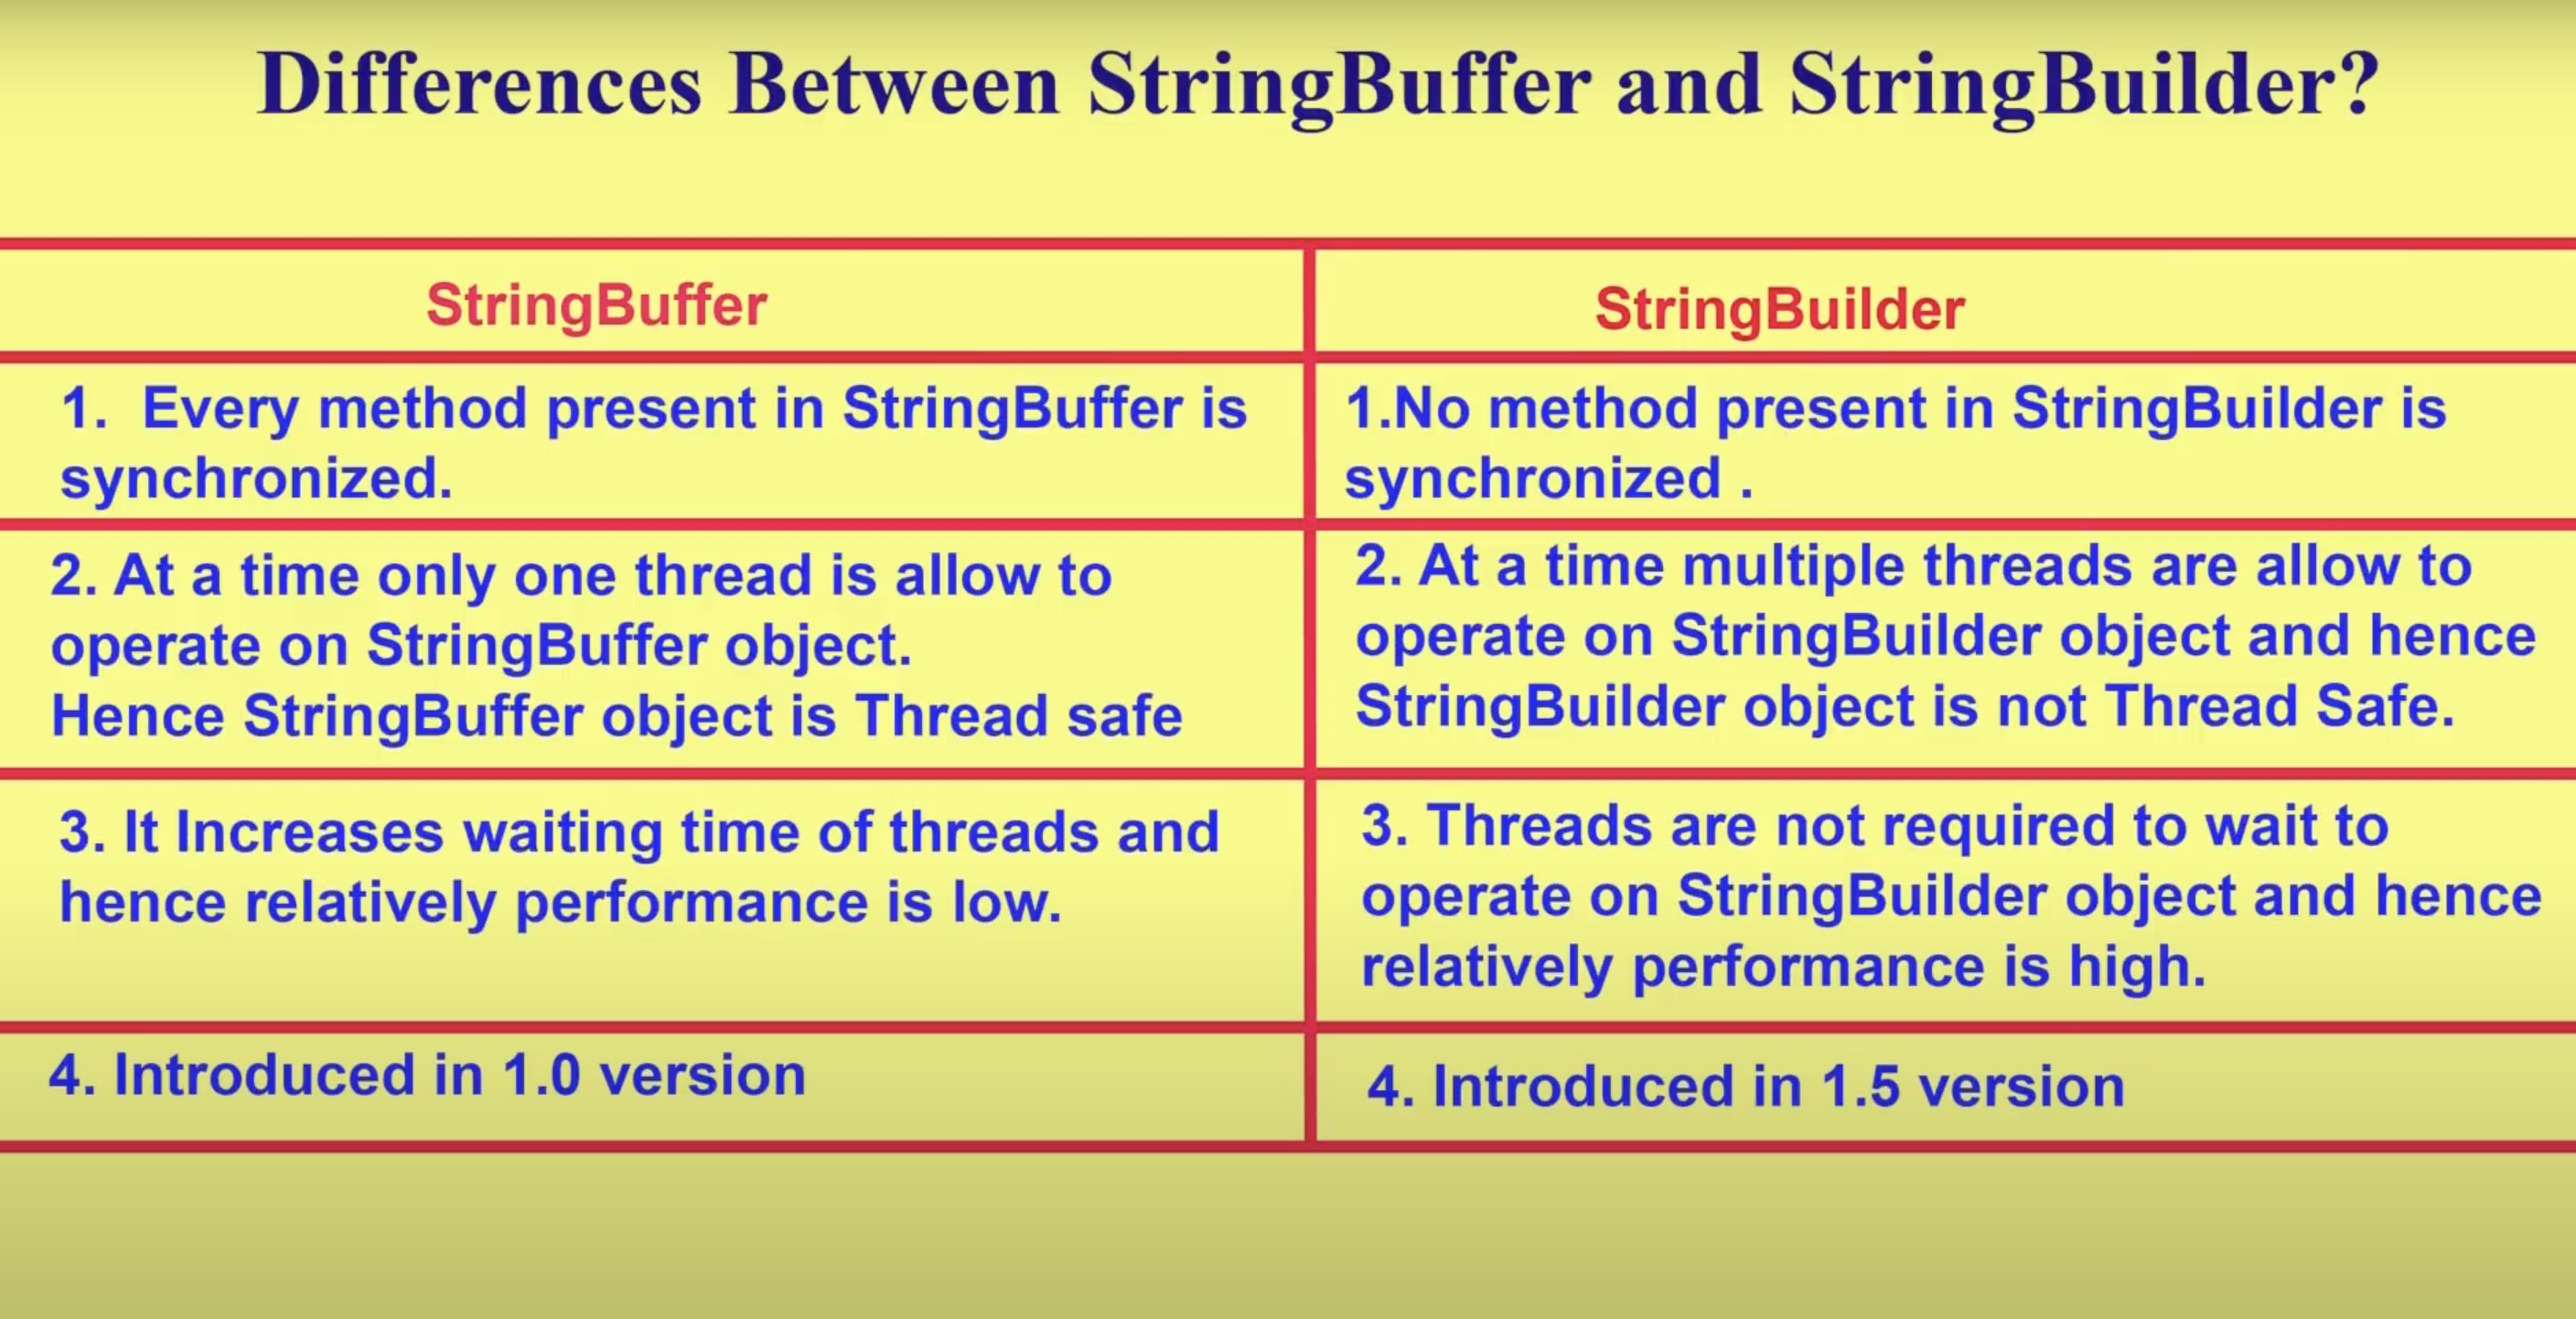 Differences Between StringBuffer and StringBuilder?
StringBuffer
StringBuilder
1. Every method present in StringBuffer is
synchronized.
1.No method present in StringBuilder is
synchronized .
2. At a time only one thread is allow to
operate on StringBuffer object.
Hence StringBuffer object is Thread safe
2. At a time multiple threads are allow to
operate on StringBuilder object and hence
StringBuilder object is not Thread Safe.
3. It Increases waiting time of threads and
hence relatively performance is low.
3. Threads are not required to wait to
operate on StringBuilder object and hence
relatively performance is high.
4. Introduced in 1.0 version
4. Introduced in 1.5 version